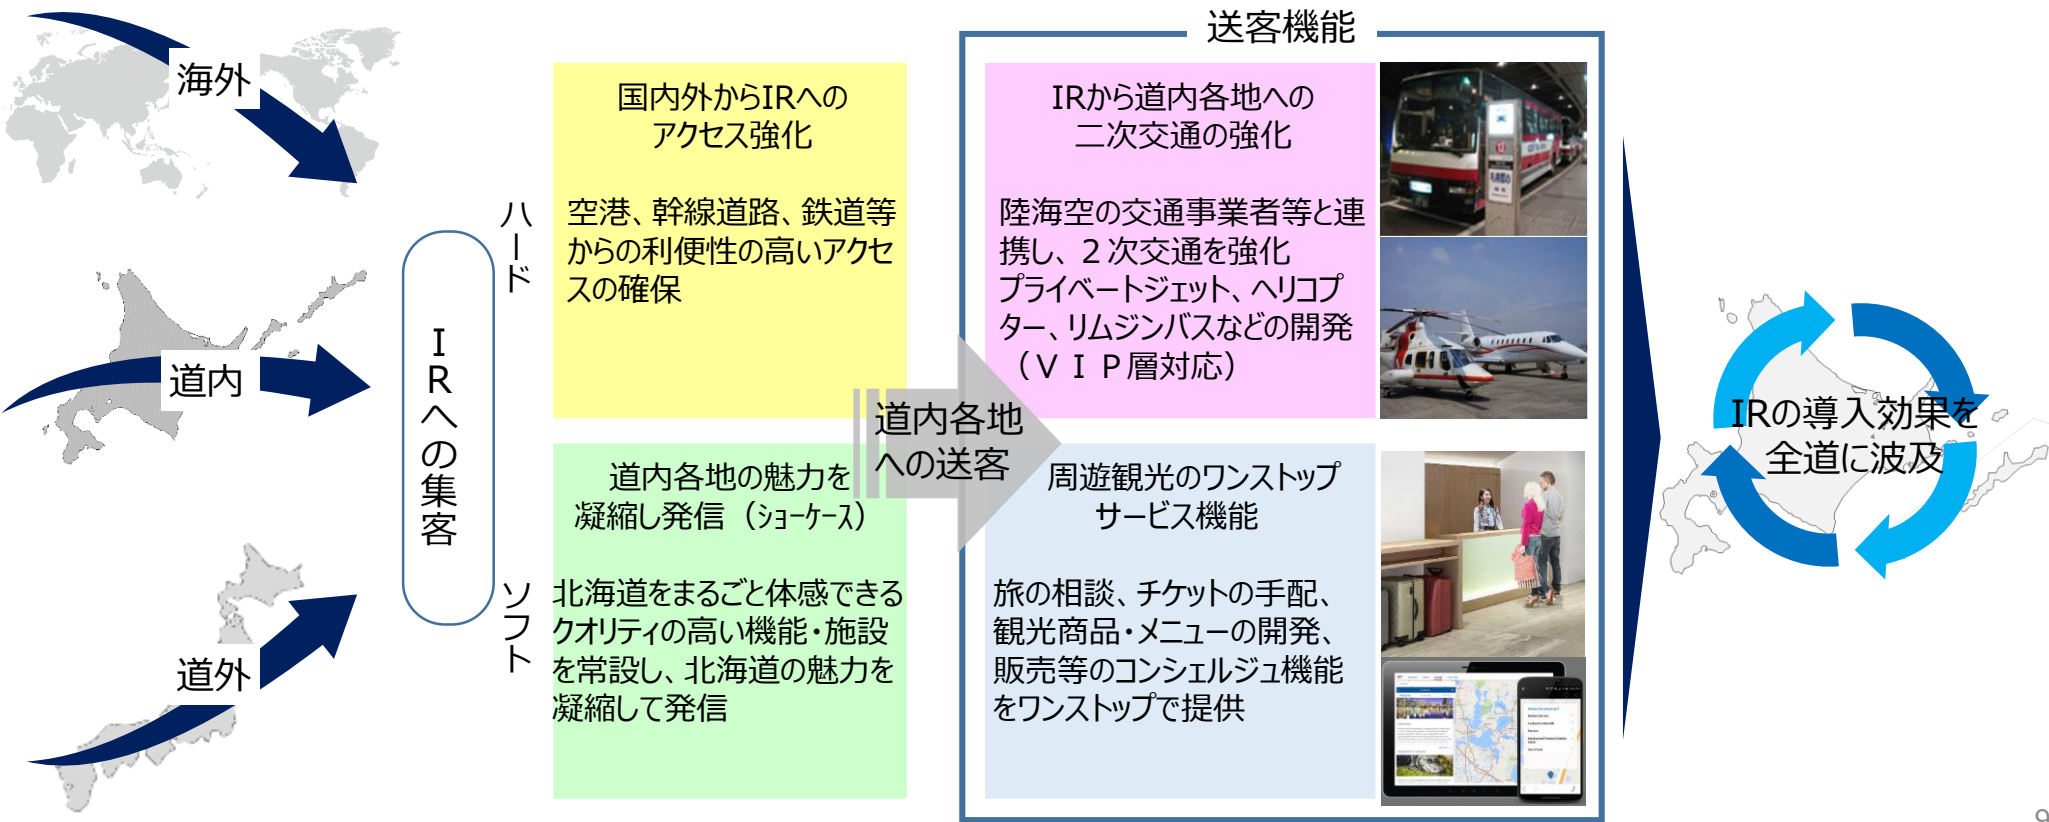 海外
道内
道外
IRへの集客
ハード
ソフト
国内外からIRへの
アクセス強化
空港、幹線道路、鉄道等
からの利便性の高いアクセ
スの確保
道内各地の魅力を
凝縮し発信（ｼｮｰｹｰｽ）
北海道をまるごと体感できる
クオリティの高い機能・施設
を常設し、北海道の魅力を
凝縮して発信
道内各地
への送客
送客機能
IRから道内各地への
二次交通の強化
陸海空の交通事業者等と連
携し、２次交通を強化
プライベートジェット、ヘリコプ
ター、リムジンバスなどの開発
（ＶＩＰ層対応）
周遊観光のワンストップ
サービス機能
旅の相談、チケットの手配、
観光商品・メニューの開発、
販売等のコンシェルジュ機能
をワンストップで提供
IRの導入効果を
全道に波及
9